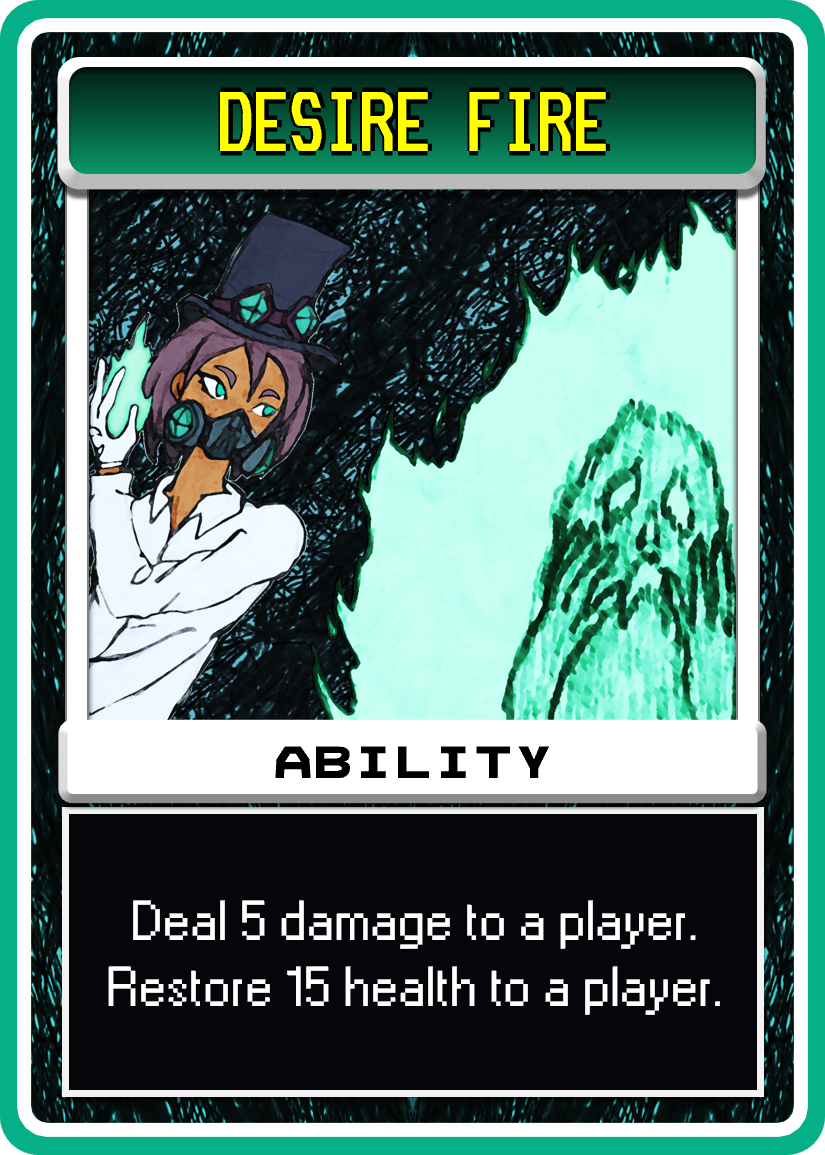 DESIRE FIRE
ABILITY
Deal 5 damage to a player.
Restore 15 health to a player.